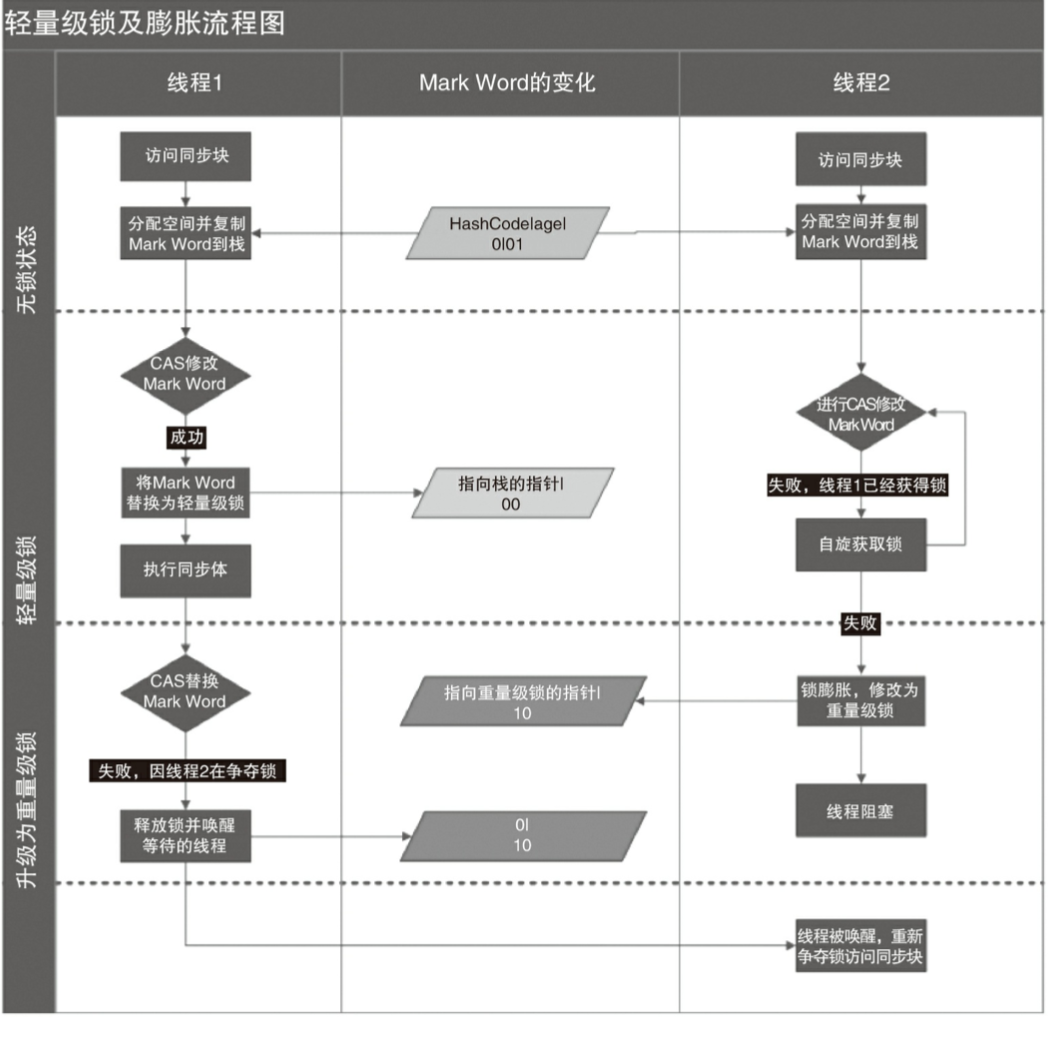 轻量级锁及膨胀流程图
线程1
Mark Word的变化
线程2
无锁状态
访问同步块
访问同步块
分配空间并复制
Mark Word到栈
HashCodelagel
0l01
分配空间并复制
Mark Word到栈
轻量级锁
CAS修改
Mark Word
进行CAS修改
Mark Word
成功
将Mark Word
替换为轻量级锁
指向栈的指针l
00
失败，线程1已经获得锁
执行同步体
自旋获取锁
失败
升级为重量级锁
CAS替换
Mark Word
指向重量级锁的指针l
10
锁膨胀，修改为
重量级锁
失败，因线程2在争夺锁
释放锁并唤醒
等待的线程
0l
10
线程阻塞
线程被唤醒，重新
争夺锁访问同步块